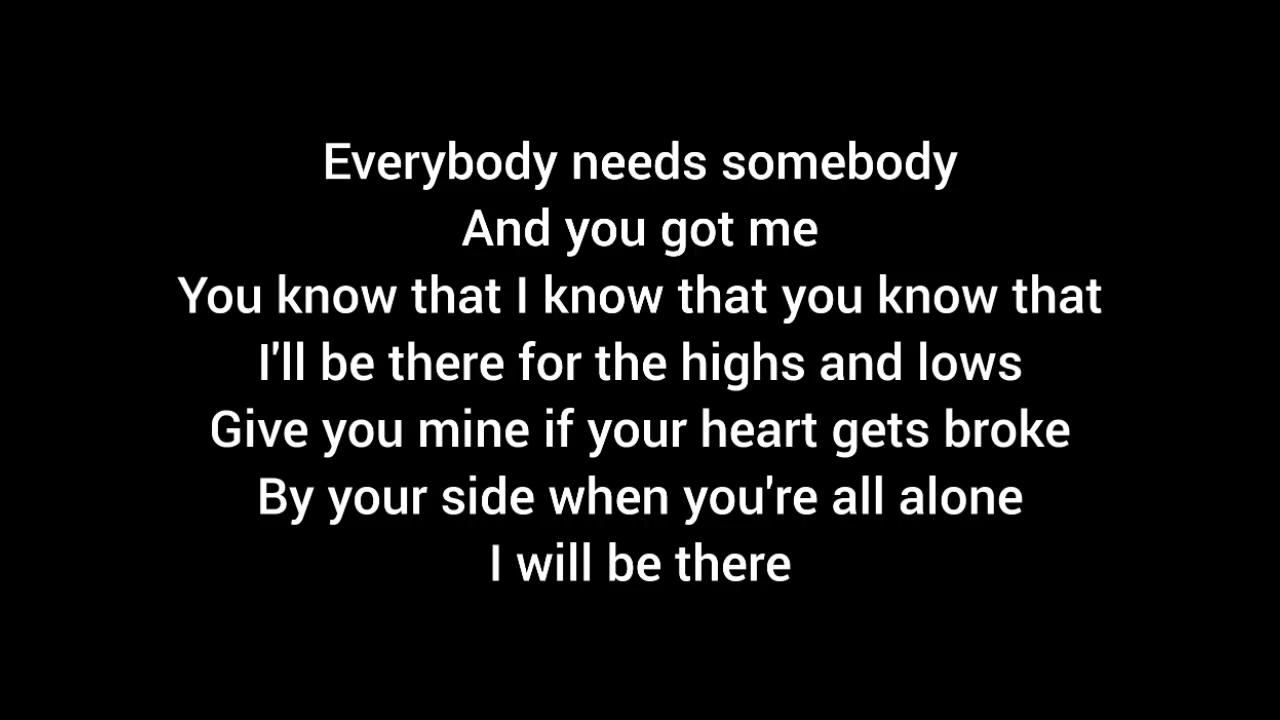 Everybody needs somebody
And you got me
You know that I know that you know that
I'll be there for the highs and lows
Give you mine if your heart gets broke
By your side when you're all alone
I will be there